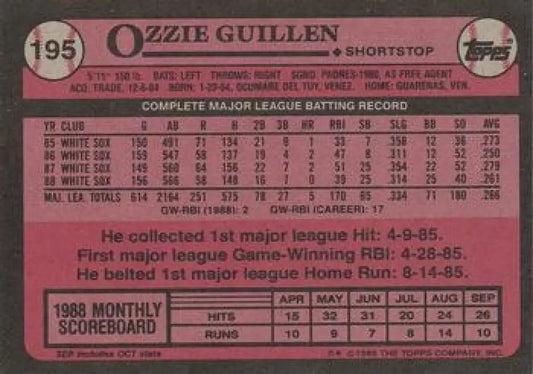 195
OZZIE GUILLEN
◆SHORTSTOP
TOPPS
5'11" 150 lb. BATS: LEFT THROWS: RIGHT SGND: PADRES-1980, AS FREE AGENT
ACQ: TRADE, 12-6-84 BORN: 1-20-64, OCUMARE DEL TUY, VENEZ. HOME: GUARENAS, VEN.
COMPLETE MAJOR LEAGUE BATTING RECORD
YR CLUB G AB R H 2B 3B HR RBI SB SLG BB SO AVG
85 WHITE SOX 150 491 71 134 21 9 1 33 7 .358 12 36 .273
86 WHITE SOX 159 547 58 137 19 4 2 47 8 .311 12 52 .250
87 WHITE SOX 149 560 64 156 22 7 2 51 25 .354 22 52 .279
88 WHITE SOX 156 566 58 148 16 7 0 39 25 .314 25 40 .261
MAJ. LEA. TOTALS 614 2164 251 575 78 27 5 170 65 .334 71 180 .266
GW-RBI (1988): 2 GW-RBI (CAREER): 17
He collected 1st major league Hit: 4-9-85.
First major league Game-Winning RBI: 4-28-85.
He belted 1st major league Home Run: 8-14-85.
1988 MONTHLY SCOREBOARD
APR MAY JUN JUL AUG SEP
HITS 15 32 31 20 24 26
RUNS 10 9 7 8 14 10
SEP includes OCT stats
©1989 THE TOPPS COMPANY, INC.